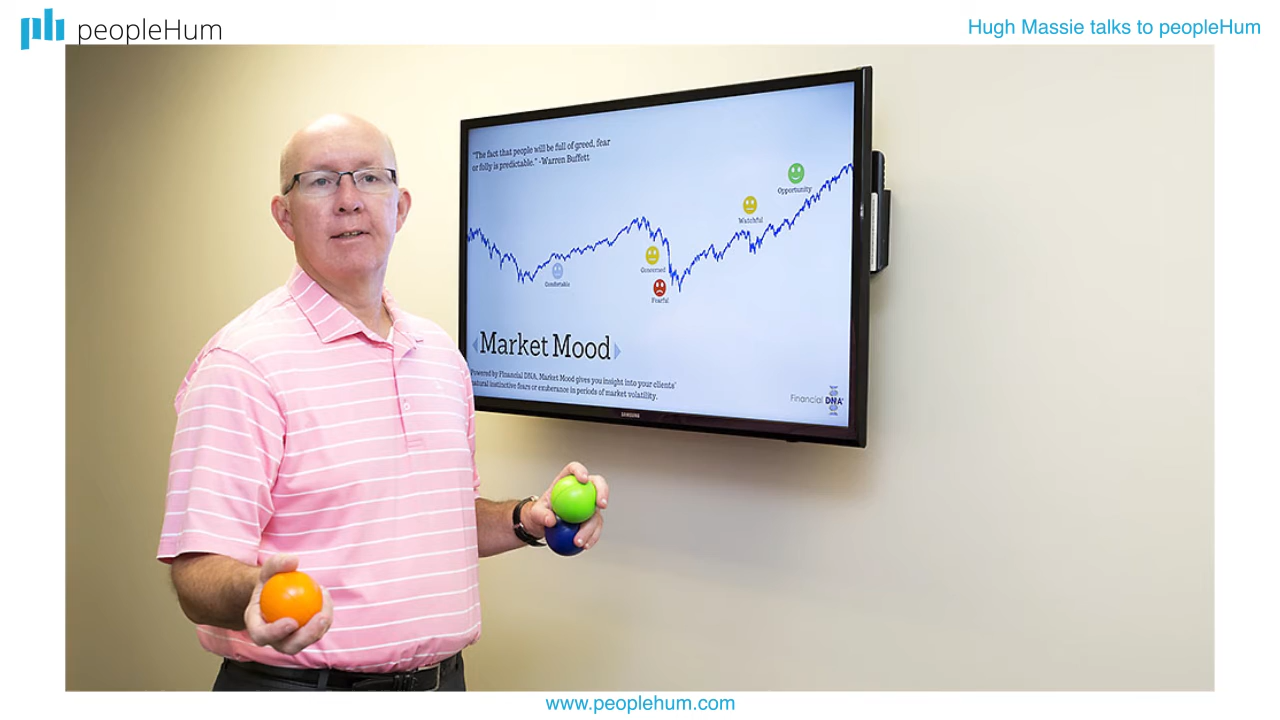 peopleHum
Hugh Massie talks to peopleHum
"The fact that people will be full of greed, fear
or folly is predictable." -Warren Buffett
Opportunity
Watchful
Concerned
Comfortable
Fearful
Market Mood
Powered by Financial DNA, Market Mood gives you insight into your clients'
natural instinctive fears or exuberance in periods of market volatility.
Financial DNA
SAMSUNG
www.peoplehum.com